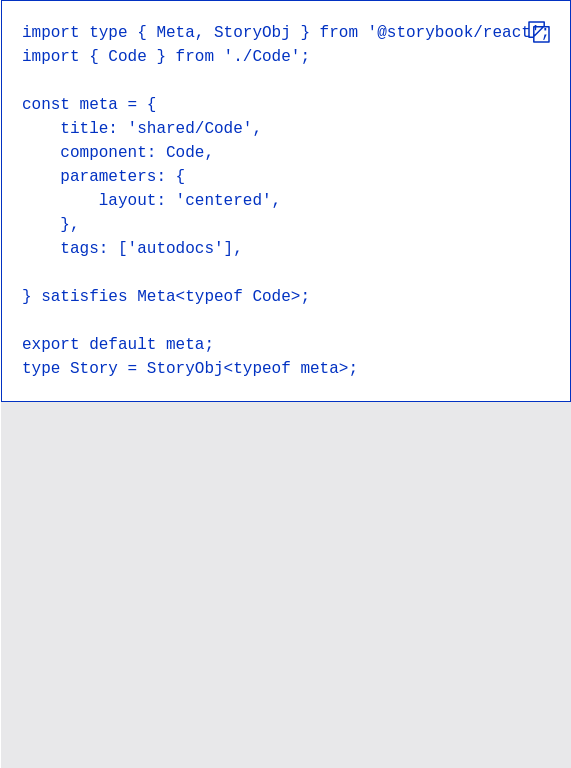 import type { Meta, StoryObj } from '@storybook/react';
import { Code } from './Code';

const meta = {
    title: 'shared/Code',
    component: Code,
    parameters: {
        layout: 'centered',
    },
    tags: ['autodocs'],

} satisfies Meta<typeof Code>;

export default meta;
type Story = StoryObj<typeof meta>;